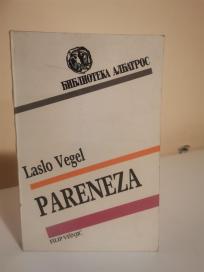 БИБЛИОТЕКА АЛБАТРОС
Laslo Vegel
PARENEZA
FILIP VIŠNJIĆ